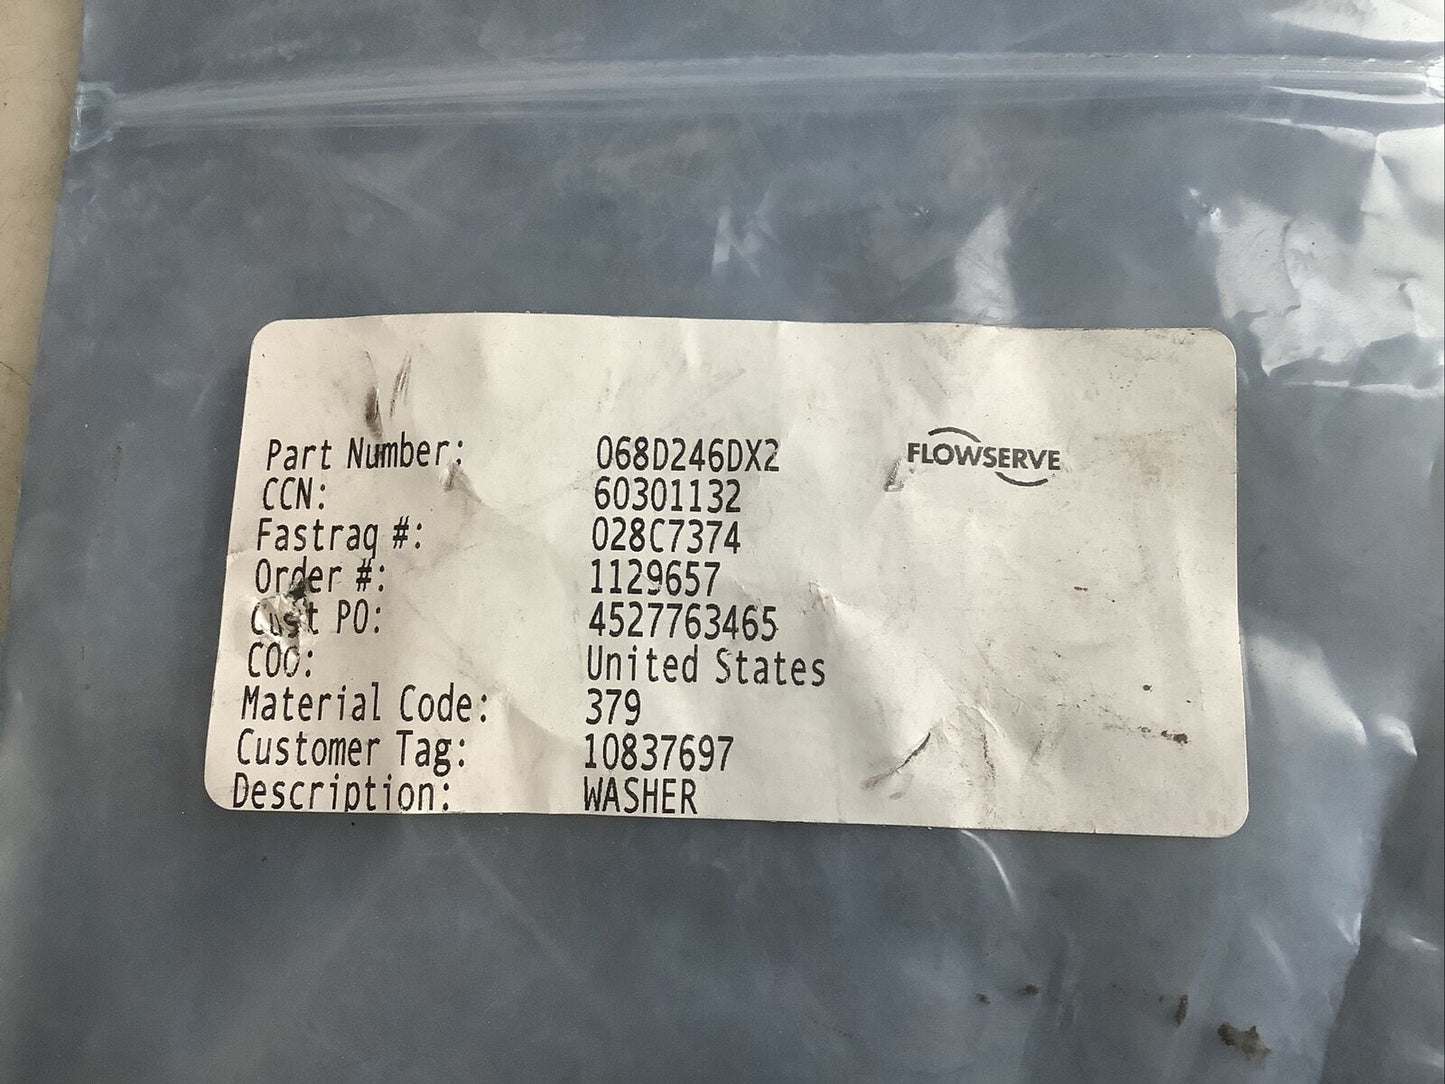 Part Number: 068D246DX2 FLOWSERVE
CCN: 60301132
Fastraq #: 028C7374
Order #: 1129657
Cust PO: 4527763465
COO: United States
Material Code: 379
Customer Tag: 10837697
Description: WASHER